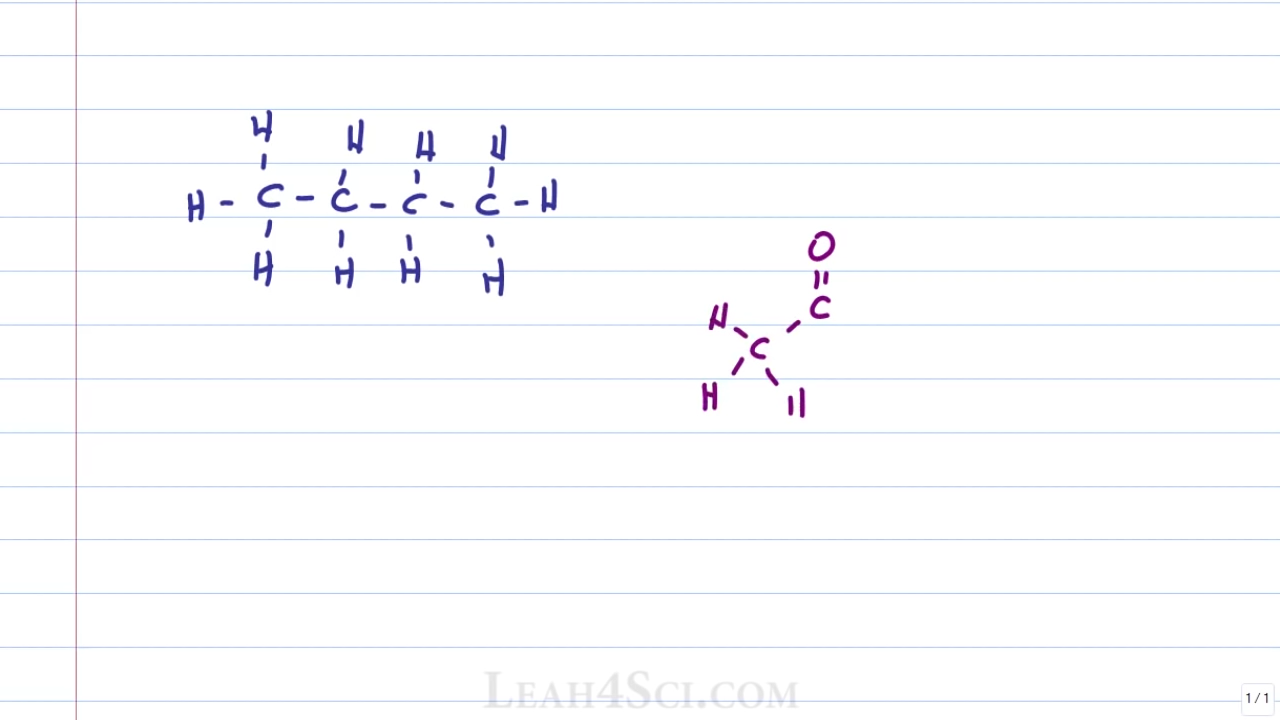 H H H H
H - C - C - C - C - H
H H H H
O
||
C
H C
H H
LEAH4SCI.COM
1/1